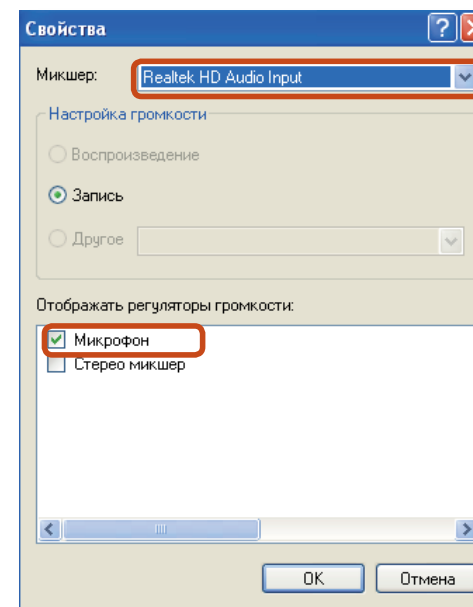 Свойства
Микшер: Realtek HD Audio Input
Настройка громкости
Воспроизведение
Запись
Другое
Отображать регуляторы громкости:
Микрофон
Стерео микшер
OK Отмена